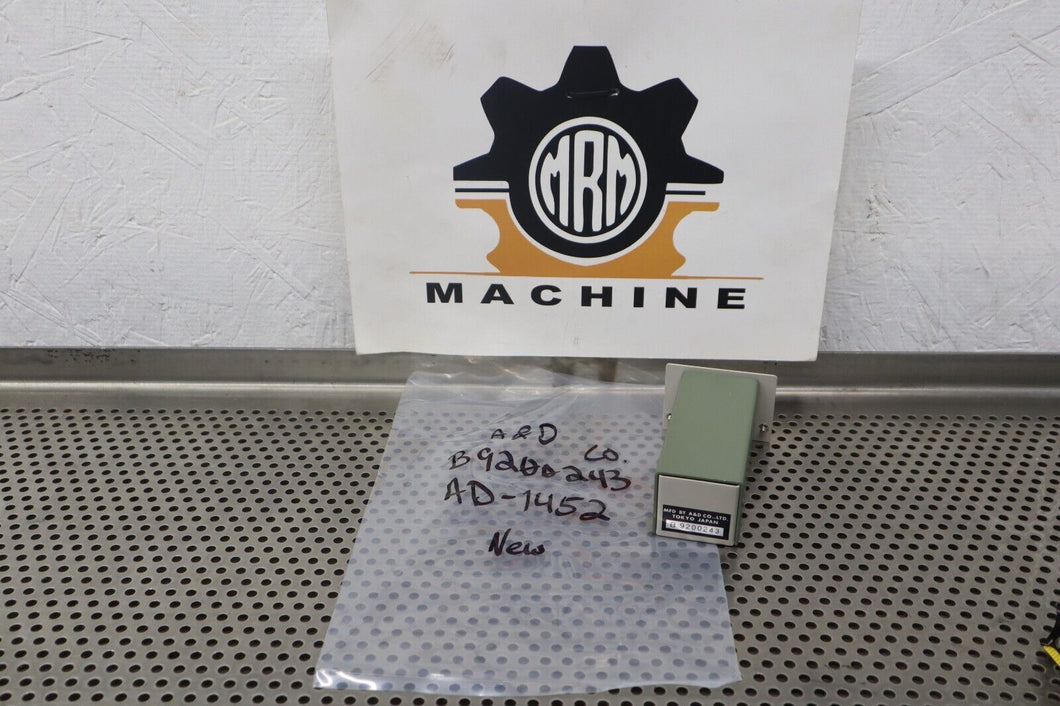 MRM
MACHINE
A&D CO
B9200243
AD-1452
New
MFD BY A&D CO.,LTD.
TOKYO JAPAN
9200243